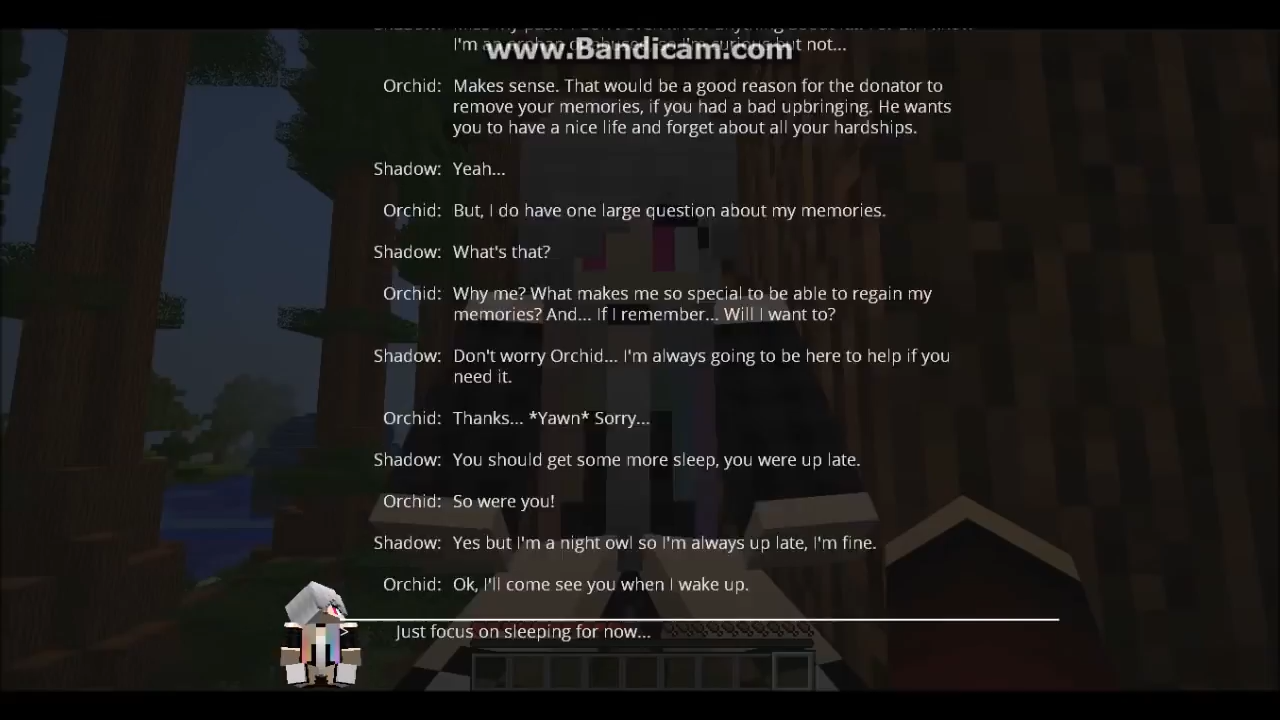 www.Bandicam.com
Orchid: Makes sense. That would be a good reason for the donator to
remove your memories, if you had a bad upbringing. He wants
you to have a nice life and forget about all your hardships.
Shadow: Yeah...
Orchid: But, I do have one large question about my memories.
Shadow: What's that?
Orchid: Why me? What makes me so special to be able to regain my
memories? And... If I remember... Will I want to?
Shadow: Don't worry Orchid... I'm always going to be here to help if you
need it.
Orchid: Thanks... *Yawn* Sorry...
Shadow: You should get some more sleep, you were up late.
Orchid: So were you!
Shadow: Yes but I'm a night owl so I'm always up late, I'm fine.
Orchid: Ok, I'll come see you when I wake up.
> Just focus on sleeping for now...